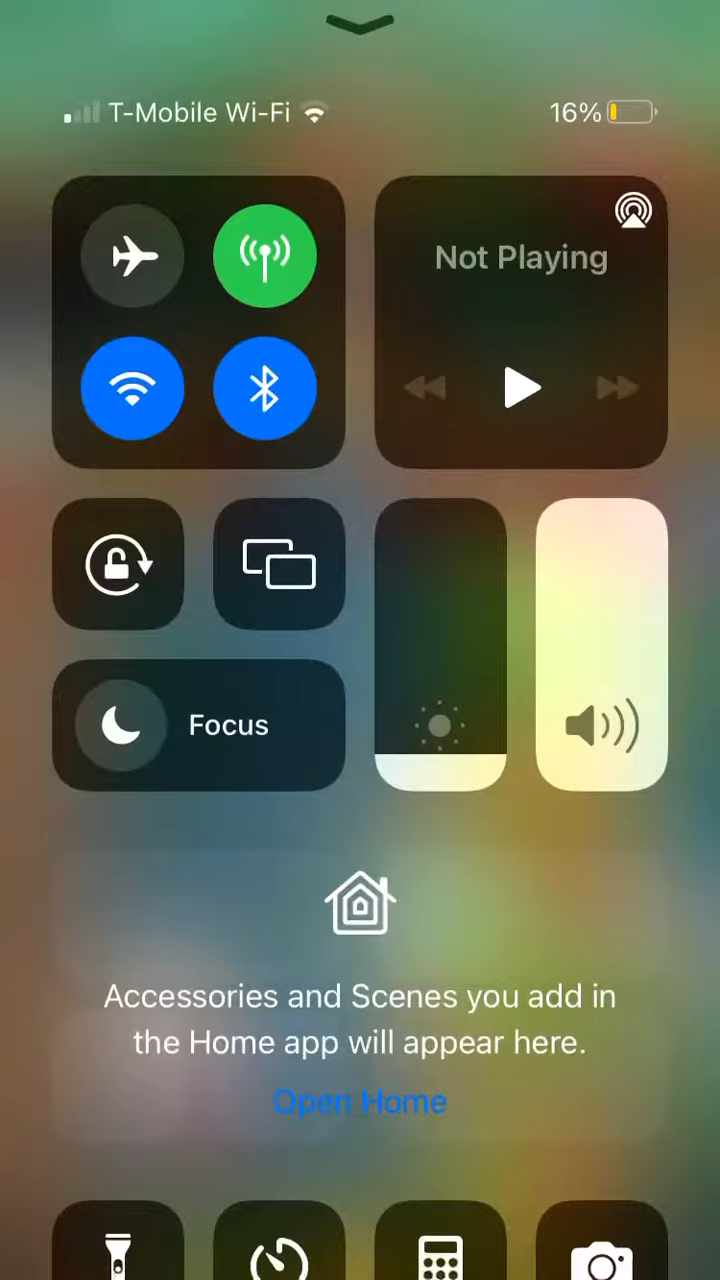 T-Mobile Wi-Fi
16%
Not Playing
Focus
Accessories and Scenes you add in
the Home app will appear here.
Open Home